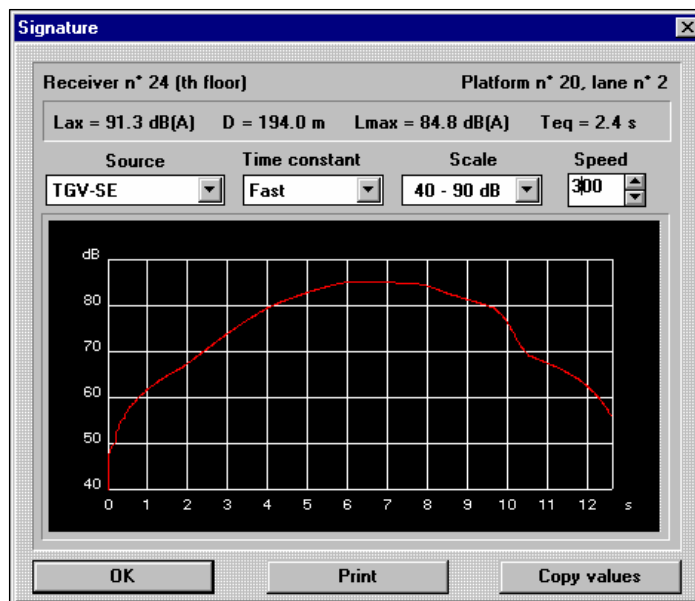 Signature
Receiver n° 24 (th floor) Platform n° 20, lane n° 2
Lax = 91.3 dB(A) D = 194.0 m Lmax = 84.8 dB(A) Teq = 2.4 s
Source Time constant Scale Speed
TGV-SE Fast 40 - 90 dB 300
dB
80
70
60
50
40
0 1 2 3 4 5 6 7 8 9 10 11 12 s
OK Print Copy values